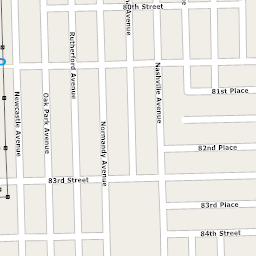 80th Street
Avenue
Rutherford Avenue
Nashville Avenue
81st Place
Newcastle Avenue
Oak Park Avenue
Normandy Avenue
82nd Place
83rd Street
83rd Place
84th Street